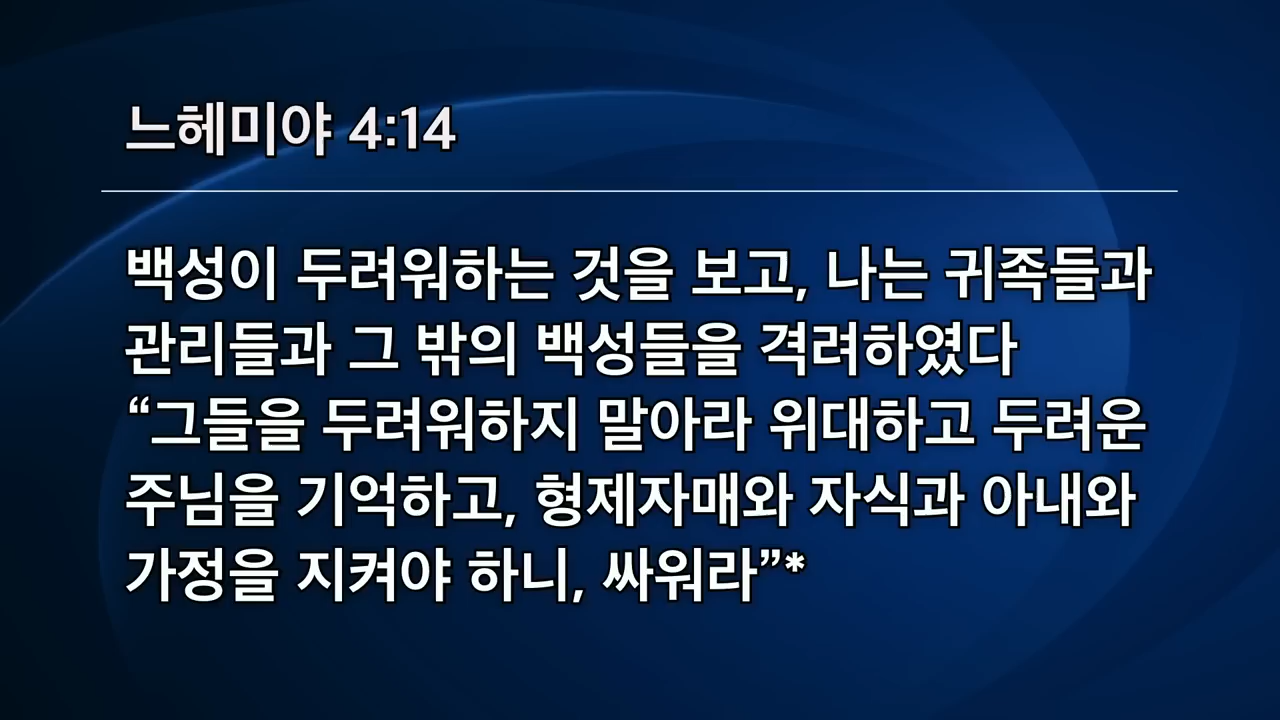 느헤미야 4:14
백성이 두려워하는 것을 보고, 나는 귀족들과
관리들과 그 밖의 백성들을 격려하였다
“그들을 두려워하지 말아라 위대하고 두려운
주님을 기억하고, 형제자매와 자식과 아내와
가정을 지켜야 하니, 싸워라”*